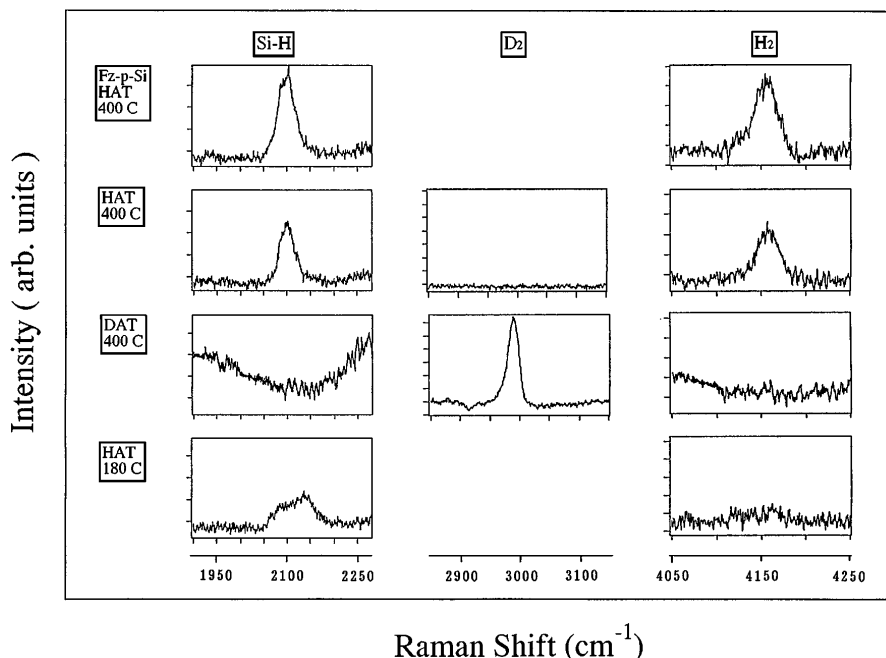 Si-H D2 H2
Fz-p-Si
HAT
400 C
HAT
400 C
DAT
400 C
HAT
180 C
1950 2100 2250 2900 3000 3100 4050 4150 4250
Intensity ( arb. units )
Raman Shift (cm-1)